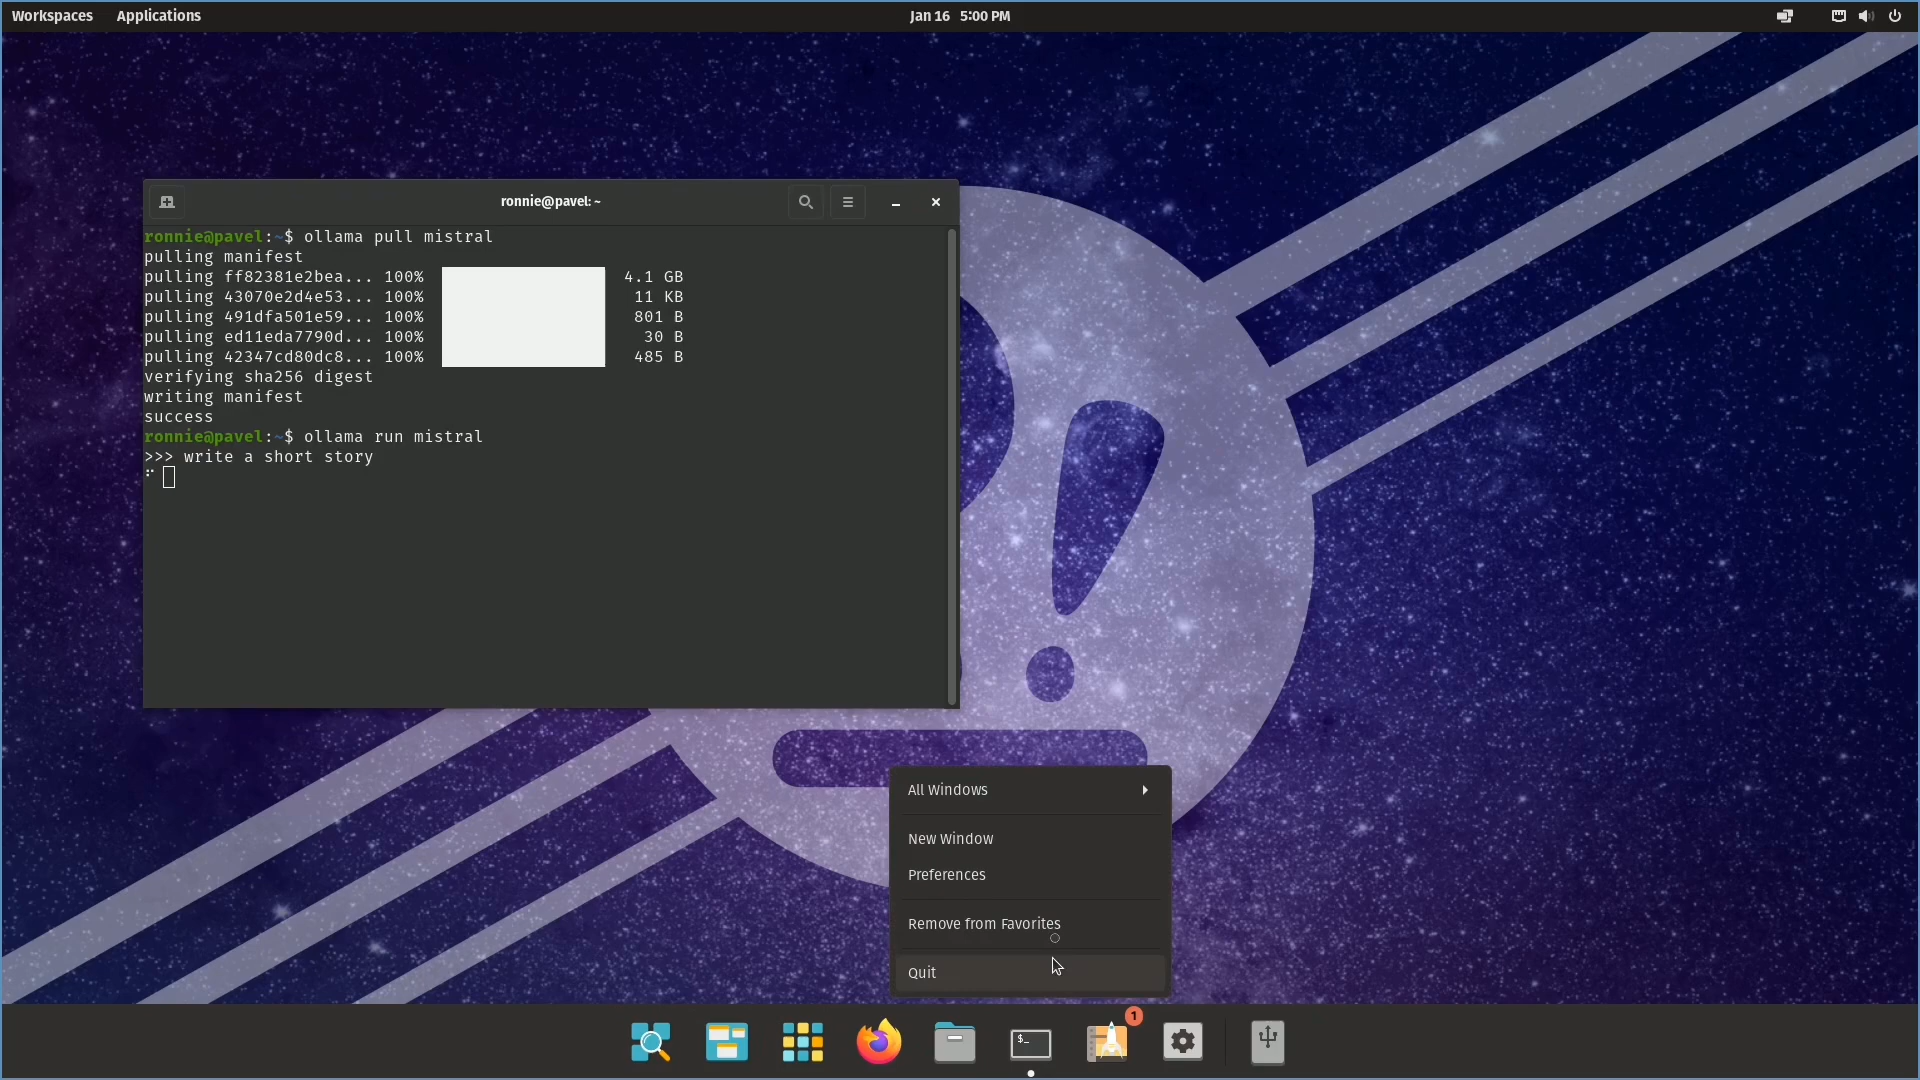 Workspaces Applications Jan 16 5:00 PM
ronnie@pavel: ~
ronnie@pavel:~$ ollama pull mistral
pulling manifest
pulling ff82381e2bea... 100% 4.1 GB
pulling 43070e2d4e53... 100% 11 KB
pulling 491dfa501e59... 100% 801 B
pulling ed11eda7790d... 100% 30 B
pulling 42347cd80dc8... 100% 485 B
verifying sha256 digest
writing manifest
success
ronnie@pavel:~$ ollama run mistral
>>> write a short story
All Windows
New Window
Preferences
Remove from Favorites
Quit
$_
1